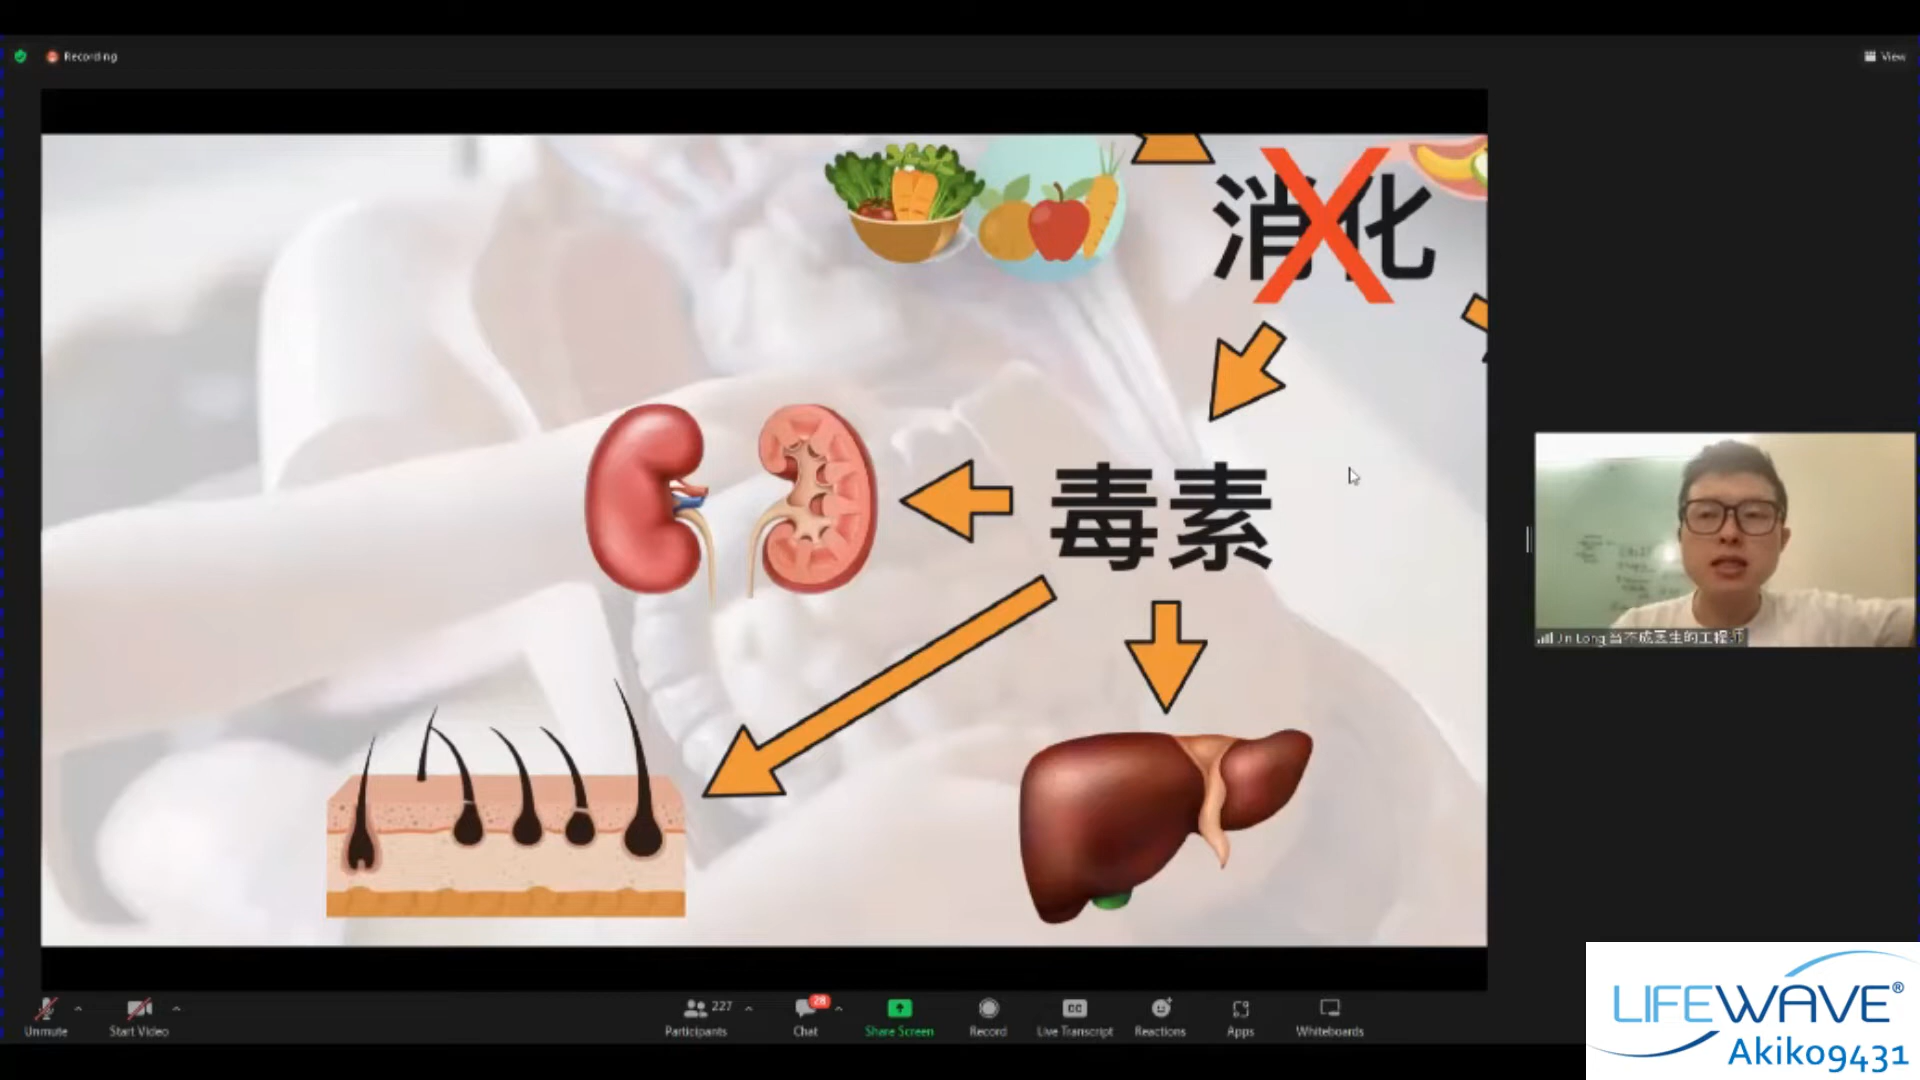 Recording
View
消化
毒素
Jin Long 当不成医生的工程师
Unmute
Start Video
227
Participants
28
Chat
Share Screen
Record
CC
Live Transcript
Reactions
Apps
Whiteboards
LIFEWAVE®
Akiko9431